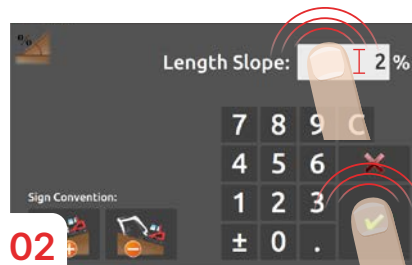 %
Length Slope: 2 %
7 8 9 C
4 5 6
Sign Convention:
1 2 3
± 0 .
02